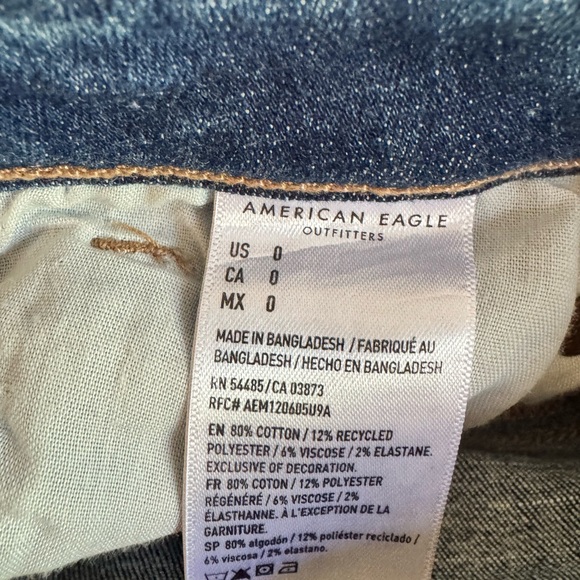 AMERICAN EAGLE
OUTFITTERS
US 0
CA 0
MX 0
MADE IN BANGLADESH / FABRIQUÉ AU
BANGLADESH / HECHO EN BANGLADESH
RN 54485 / CA 03873
RFC# AEM120605U9A
EN 80% COTTON / 12% RECYCLED
POLYESTER / 6% VISCOSE / 2% ELASTANE.
EXCLUSIVE OF DECORATION.
FR 80% COTON / 12% POLYESTER
RÉGÉNÉRÉ / 6% VISCOSE / 2%
ÉLASTHANNE. À L'EXCEPTION DE LA
GARNITURE.
SP 80% algodón / 12% poliéster reciclado /
6% viscosa / 2% elastano.